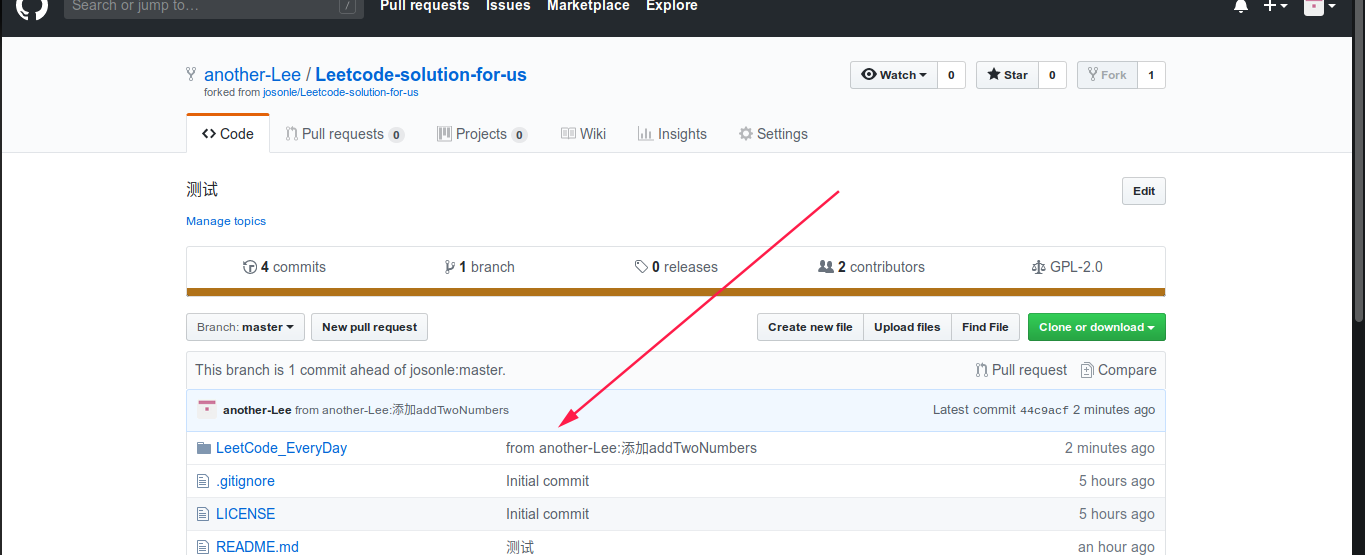 Search or jump to… /
Pull requests Issues Marketplace Explore
another-Lee / Leetcode-solution-for-us
Watch 0 Star 0 Fork 1
forked from josonle/Leetcode-solution-for-us
Code Pull requests 0 Projects 0 Wiki Insights Settings
测试
Edit
Manage topics
4 commits 1 branch 0 releases 2 contributors GPL-2.0
Branch: master New pull request Create new file Upload files Find File Clone or download
This branch is 1 commit ahead of josonle:master. Pull request Compare
another-Lee from another-Lee:添加addTwoNumbers Latest commit 44c9acf 2 minutes ago
LeetCode_EveryDay from another-Lee:添加addTwoNumbers 2 minutes ago
.gitignore Initial commit 5 hours ago
LICENSE Initial commit 5 hours ago
README.md 测试 an hour ago